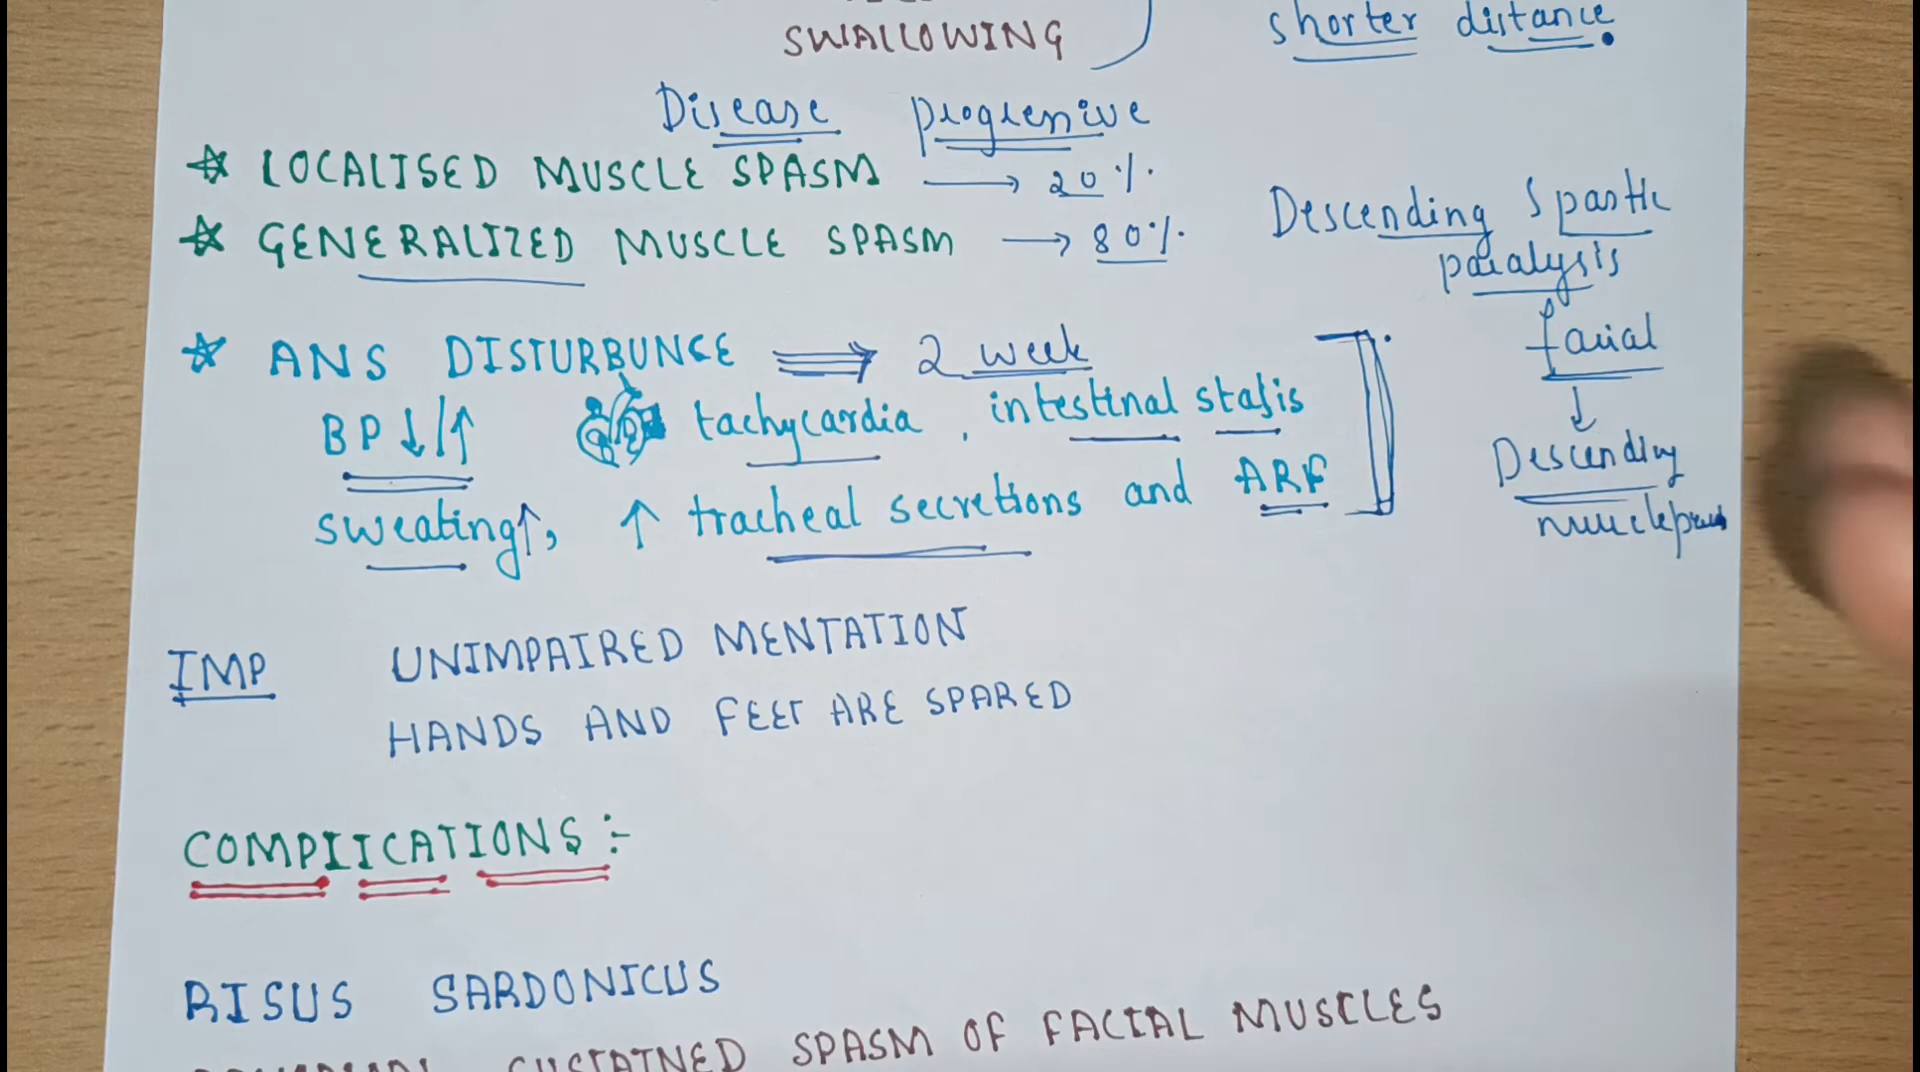 SWALLOWING
shorter distance.
Disease progressive
☆ LOCALISED MUSCLE SPASM → 20%.
☆ GENERALIZED MUSCLE SPASM → 80%.
Descending Spastic
paralysis
facial
↓
Descending
☆ ANS DISTURBUNCE ⇒ 2 week
BP↓/↑ tachycardia, intestinal stasis
sweating↑, ↑ tracheal secretions and ARF
IMP UNIMPAIRED MENTATION
HANDS AND FEET ARE SPARED
COMPIICATIONS:-
RISUS SARDONICUS
SUSTAINED SPASM OF FACIAL MUSCLES